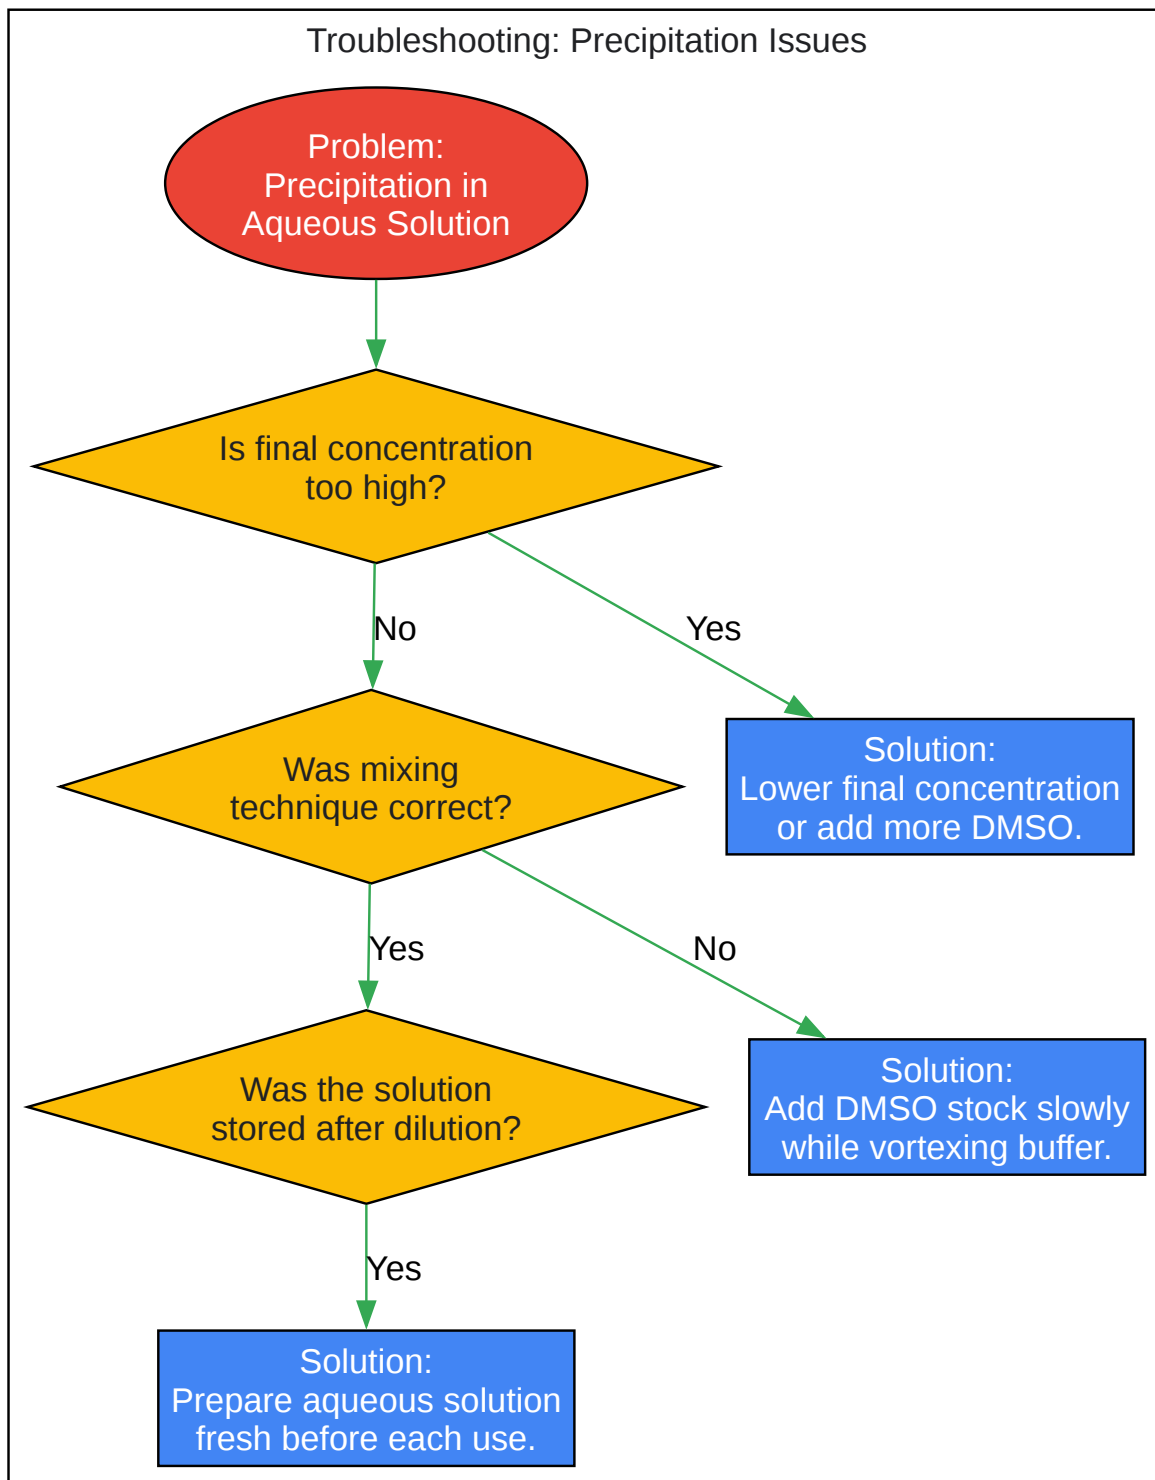 Troubleshooting: Precipitation Issues
Problem:
Precipitation in
Aqueous Solution
Is final concentration
too high?
No
Yes
Was mixing
technique correct?
Solution:
Lower final concentration
or add more DMSO.
Yes
No
Was the solution
stored after dilution?
Solution:
Add DMSO stock slowly
while vortexing buffer.
Yes
Solution:
Prepare aqueous solution
fresh before each use.